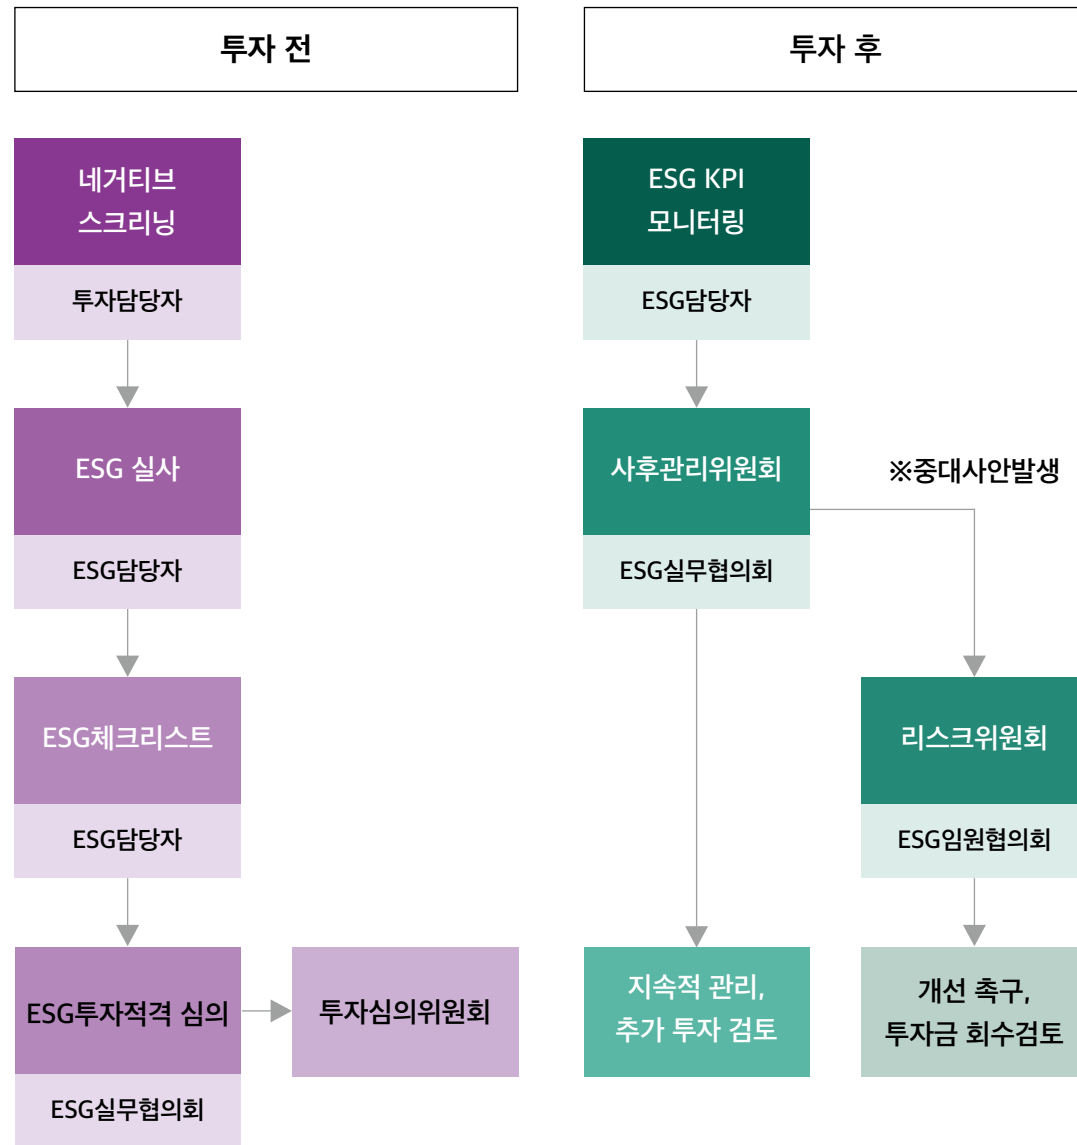 투자 전
네거티브
스크리닝
투자담당자
ESG 실사
ESG담당자
ESG체크리스트
ESG담당자
ESG투자적격 심의
ESG실무협의회
투자심의위원회
투자 후
ESG KPI
모니터링
ESG담당자
사후관리위원회
ESG실무협의회
※중대사안발생
리스크위원회
ESG임원협의회
지속적 관리,
추가 투자 검토
개선 촉구,
투자금 회수검토